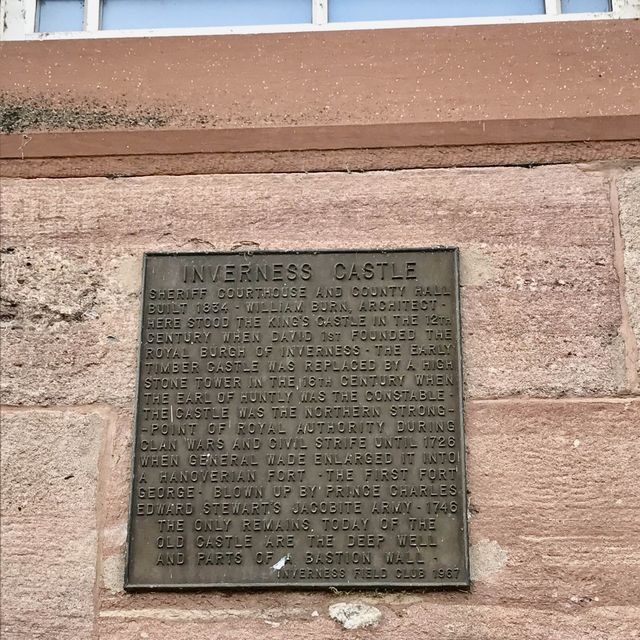 INVERNESS CASTLE
SHERIFF COURTHOUSE AND COUNTY HALL
BUILT 1834 · WILLIAM BURN, ARCHITECT -
HERE STOOD THE KING'S CASTLE IN THE 12TH
CENTURY WHEN DAVID 1ST FOUNDED THE
ROYAL BURGH OF INVERNESS · THE EARLY
TIMBER CASTLE WAS REPLACED BY A HIGH
STONE TOWER IN THE 16TH CENTURY WHEN
THE EARL OF HUNTLY WAS THE CONSTABLE·
THE CASTLE WAS THE NORTHERN STRONG-
-POINT OF ROYAL AUTHORITY DURING
CLAN WARS AND CIVIL STRIFE UNTIL 1726
WHEN GENERAL WADE ENLARGED IT INTO
A HANOVERIAN FORT · THE FIRST FORT
GEORGE · BLOWN UP BY PRINCE CHARLES
EDWARD STEWART'S JACOBITE ARMY · 1746
THE ONLY REMAINS, TODAY OF THE
OLD CASTLE ARE THE DEEP WELL
AND PARTS OF A BASTION WALL ·
INVERNESS FIELD CLUB 1967